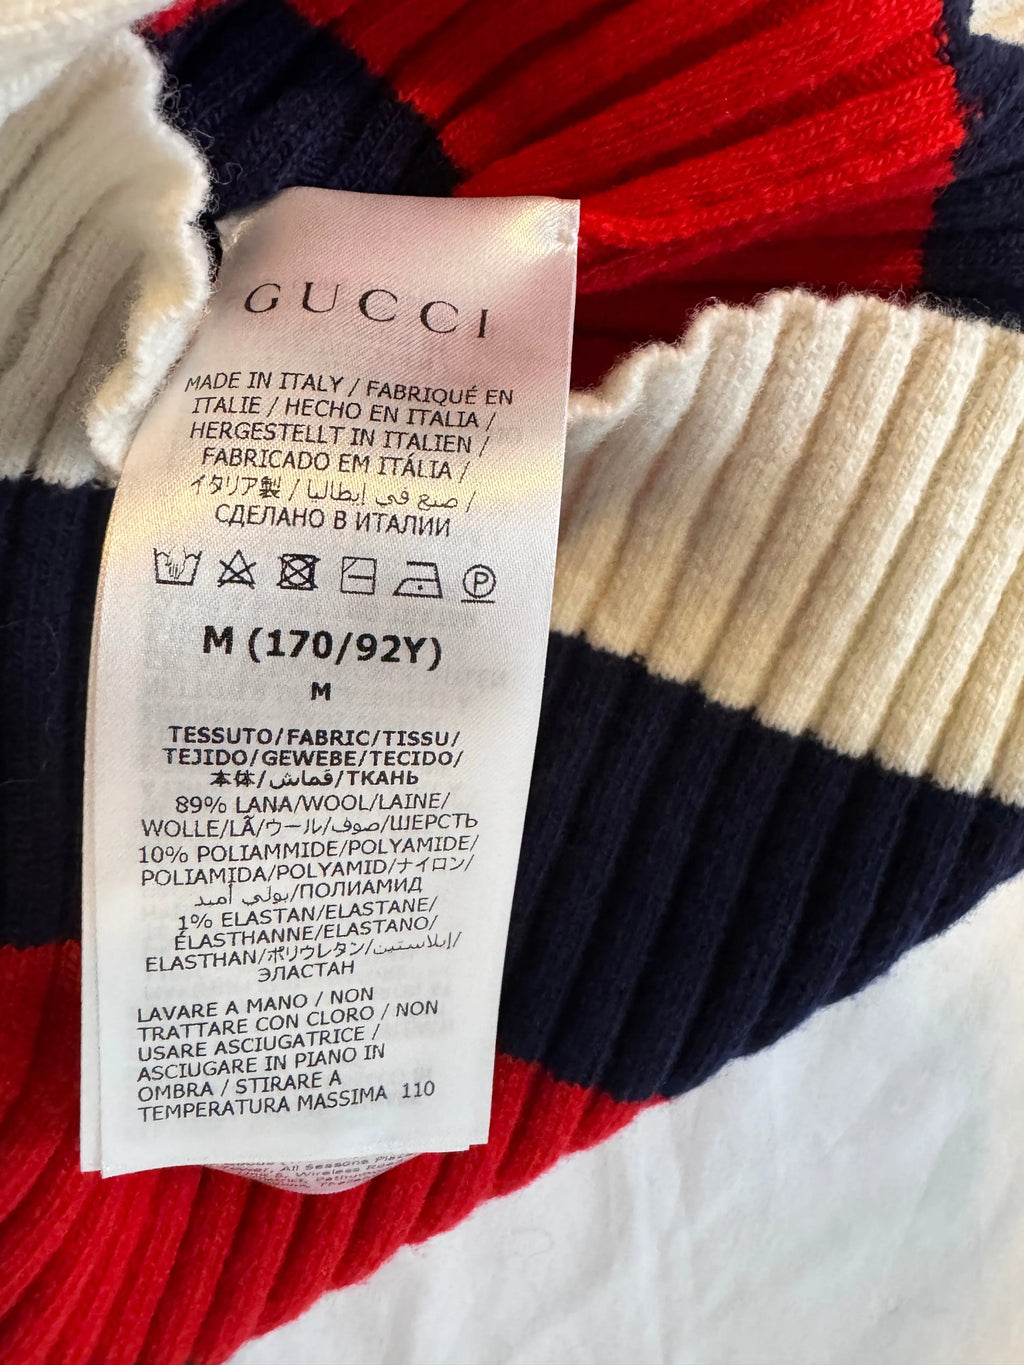 GUCCI
MADE IN ITALY / FABRIQUÉ EN
ITALIE / HECHO EN ITALIA /
HERGESTELLT IN ITALIEN /
FABRICADO EM ITÁLIA /
イタリア製 / صنع في إيطاليا /
СДЕЛАНО В ИТАЛИИ
P
M (170/92Y)
M
TESSUTO/FABRIC/TISSU/
TEJIDO/GEWEBE/TECIDO/
本体/قماش/ТКАНЬ
89% LANA/WOOL/LAINE/
WOLLE/LÃ/ウール/صوف/ШЕРСТЬ
10% POLIAMMIDE/POLYAMIDE/
POLIAMIDA/POLYAMID/ナイロン/
بولي أميد/ПОЛИАМИД
1% ELASTAN/ELASTANE/
ÉLASTHANNE/ELASTANO/
ELASTHAN/ポリウレタン/إيلاستين/
ЭЛАСТАН
LAVARE A MANO / NON
TRATTARE CON CLORO / NON
USARE ASCIUGATRICE /
ASCIUGARE IN PIANO IN
OMBRA / STIRARE A
TEMPERATURA MASSIMA 110
All Seasons
Wireless